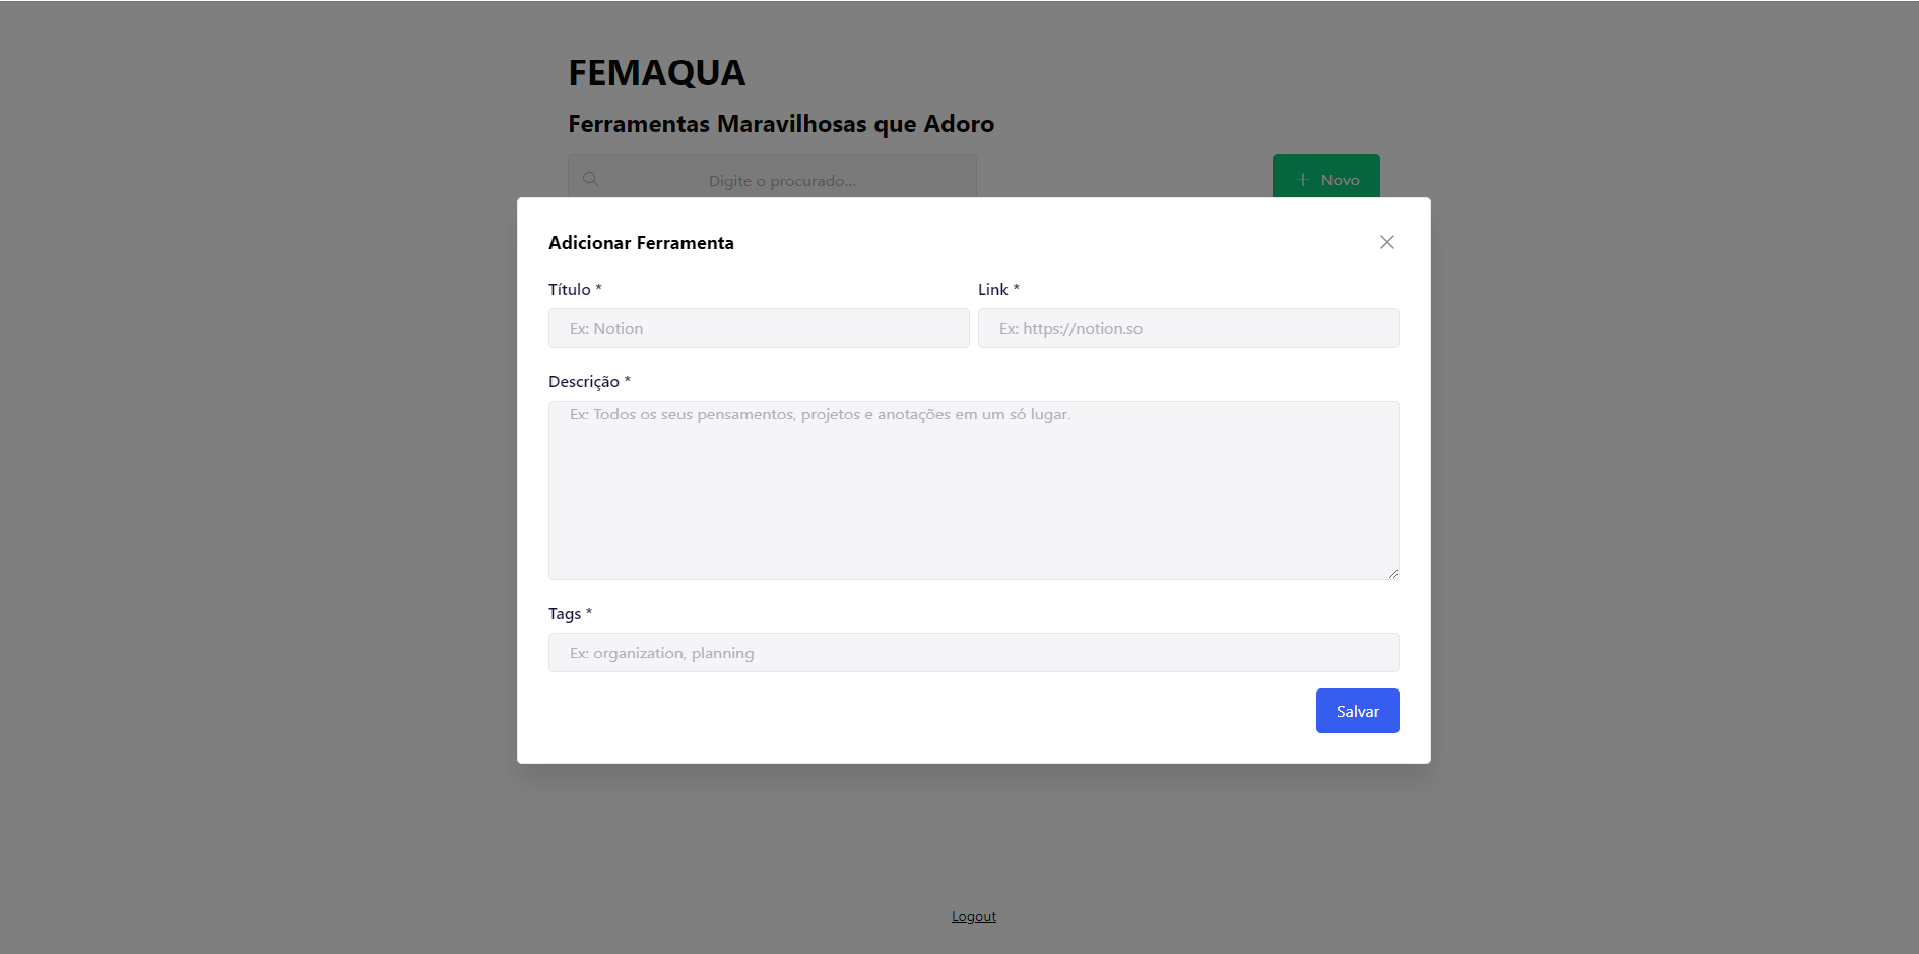 FEMAQUA
Ferramentas Maravilhosas que Adoro
Digite o procurado...
Novo
Adicionar Ferramenta
Título *
Link *
Ex: Notion
Ex: https://notion.so
Descrição *
Ex: Todos os seus pensamentos, projetos e anotações em um só lugar.
Tags *
Ex: organization, planning
Salvar
Logout